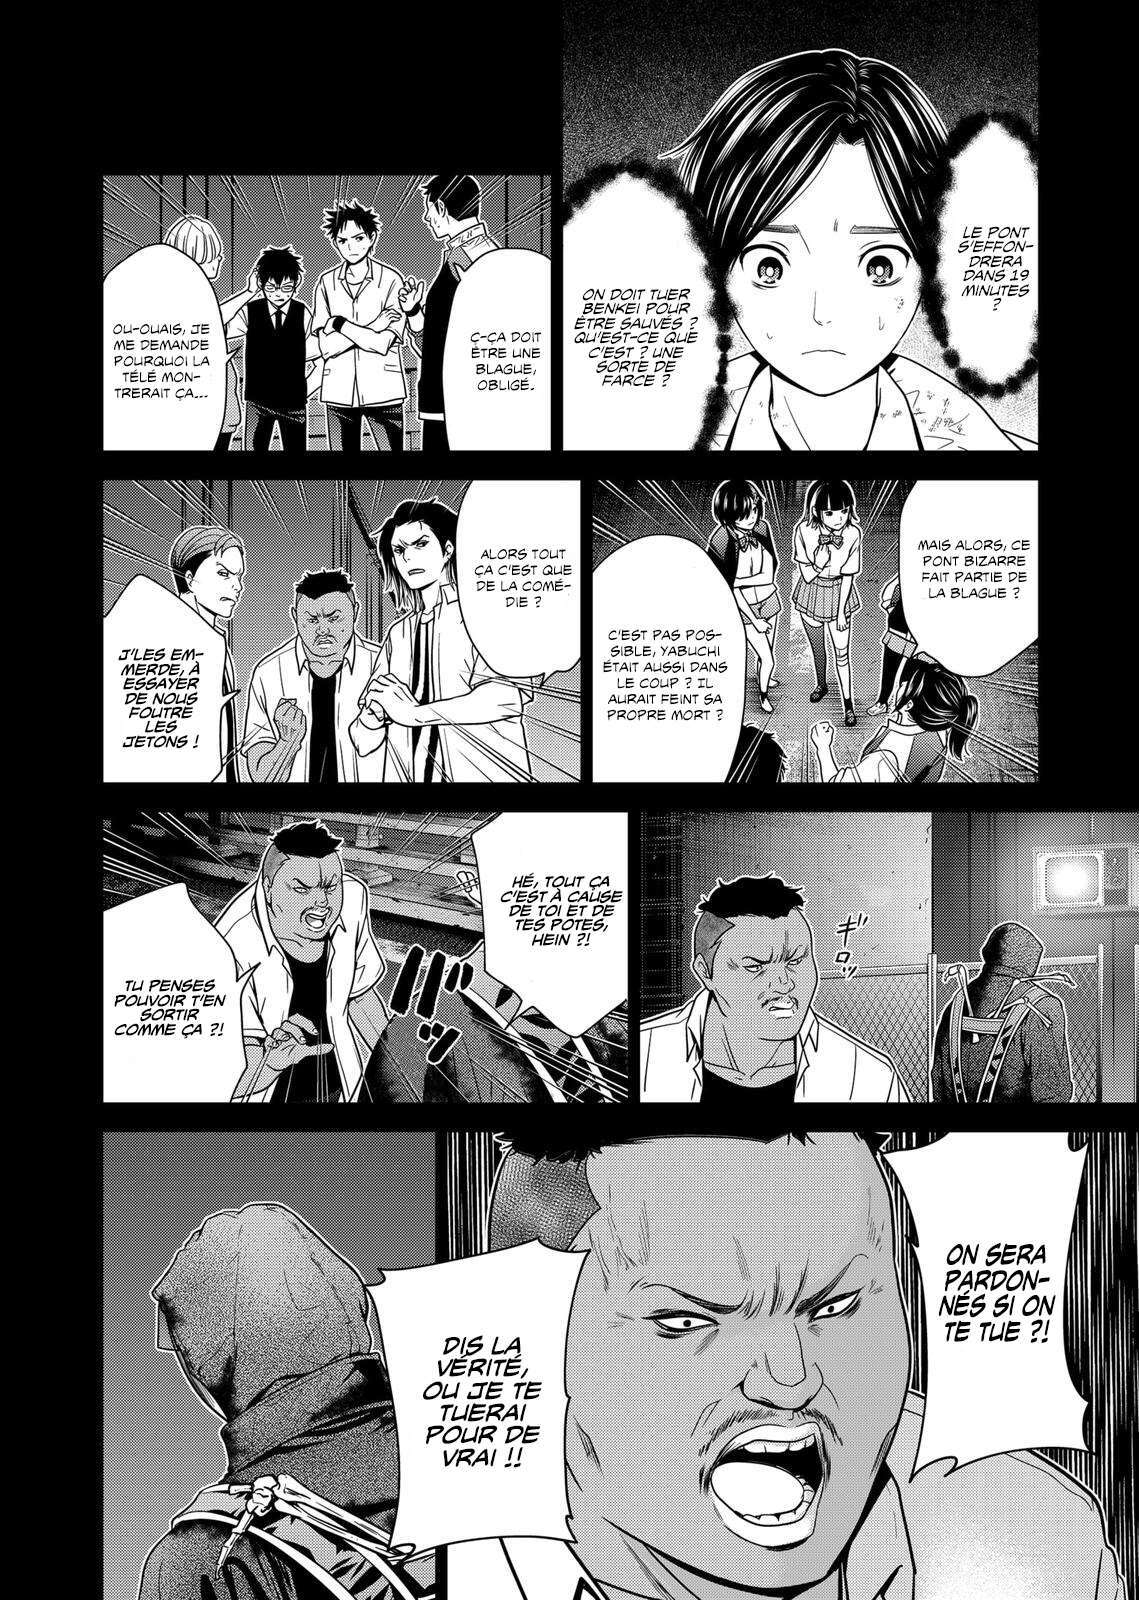 LE PONT
S'EFFON-
DRERA
DANS 19
MINUTES
?
ON DOIT TUER
BENKEI POUR
ÊTRE SAUVÉS ?
QU'EST-CE QUE
C'EST ? UNE
SORTE DE
FARCE ?
Ç-ÇA DOIT
ÊTRE UNE
BLAGUE,
OBLIGÉ.
OU-OUAIS, JE
ME DEMANDE
POURQUOI LA
TÉLÉ MON-
TRERAIT ÇA...
MAIS ALORS, CE
PONT BIZARRE
FAIT PARTIE DE
LA BLAGUE ?
C'EST PAS POS-
SIBLE, YABUCHI
ÉTAIT AUSSI DANS
LE COUP ? IL
AURAIT FEINT SA
PROPRE MORT ?
ALORS TOUT
ÇA C'EST QUE
DE LA COMÉ-
DIE ?
J'LES EM-
MERDE, À
ESSAYER
DE NOUS
FOUTRE
LES
JETONS !
ギロッ
HÉ, TOUT ÇA
C'EST À CAUSE
DE TOI ET DE
TES POTES,
HEIN ?!
TU PENSES
POUVOIR T'EN
SORTIR
COMME ÇA ?!
ON SERA
PARDON-
NÉS SI ON
TE TUE ?!
DIS LA
VÉRITÉ,
OU JE TE
TUERAI
POUR DE
VRAI !!